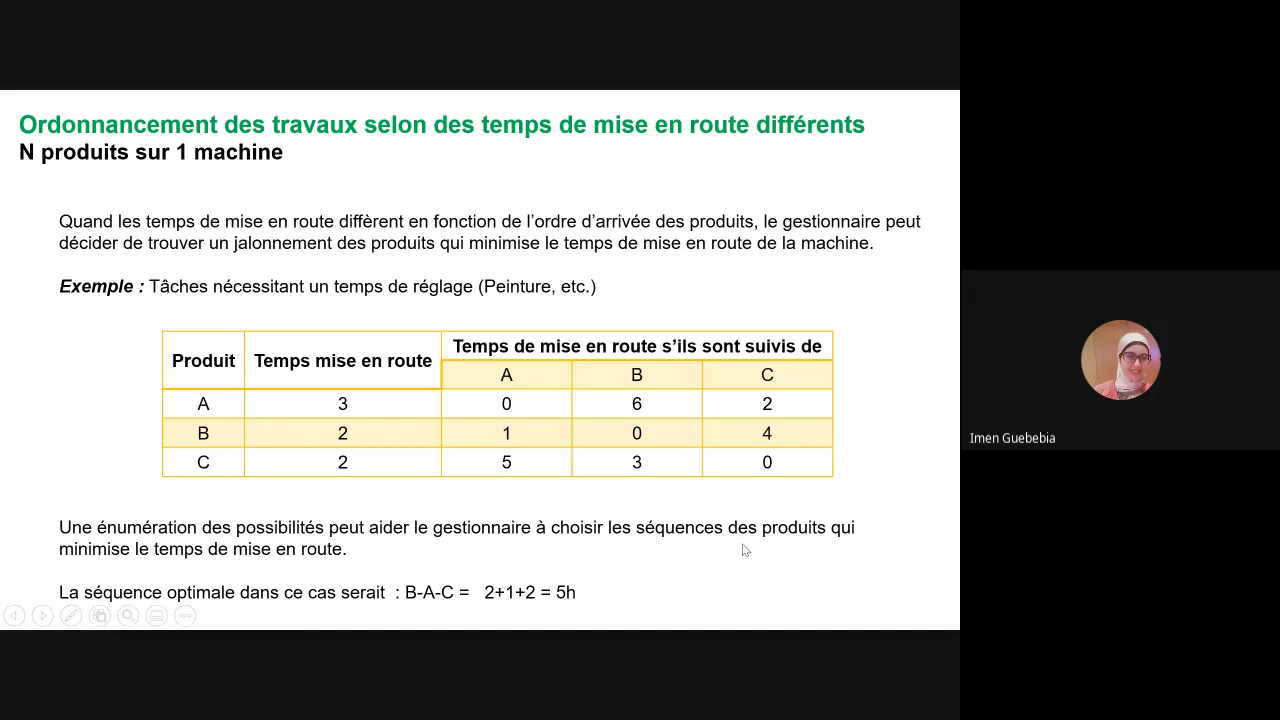 Ordonnancement des travaux selon des temps de mise en route différents
N produits sur 1 machine
Quand les temps de mise en route diffèrent en fonction de l’ordre d’arrivée des produits, le gestionnaire peut
décider de trouver un jalonnement des produits qui minimise le temps de mise en route de la machine.
Exemple : Tâches nécessitant un temps de réglage (Peinture, etc.)
Produit Temps mise en route Temps de mise en route s’ils sont suivis de
A B C
A 3 0 6 2
B 2 1 0 4
C 2 5 3 0
Une énumération des possibilités peut aider le gestionnaire à choisir les séquences des produits qui
minimise le temps de mise en route.
La séquence optimale dans ce cas serait : B-A-C = 2+1+2 = 5h
Imen Guebebia